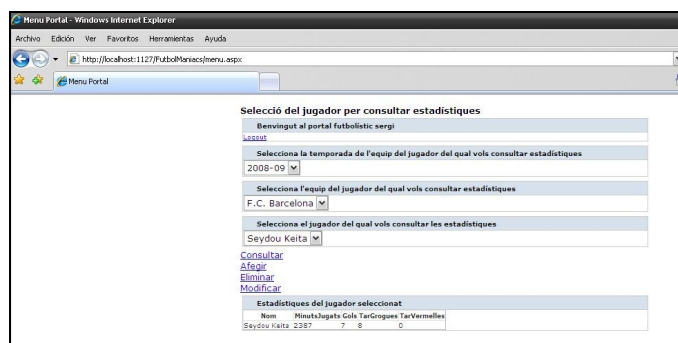 Menu Portal - Windows Internet Explorer
Archivo Edición Ver Favoritos Herramientas Ayuda
http://localhost:1127/FutbolManiacs/menu.aspx
Menu Portal
Selecció del jugador per consultar estadístiques
Benvingut al portal futbolístic sergi
Logout
Selecciona la temporada de l'equip del jugador del qual vols consultar estadístiques
2008-09
Selecciona l'equip del jugador del qual vols consultar estadístiques
F.C. Barcelona
Selecciona el jugador del qual vols consultar les estadístiques
Seydou Keita
Consultar
Afegir
Eliminar
Modificar
Estadístiques del jugador seleccionat
Nom MinutsJugats Gols TarGrogues TarVermelles
Seydou Keita 2387 7 8 0